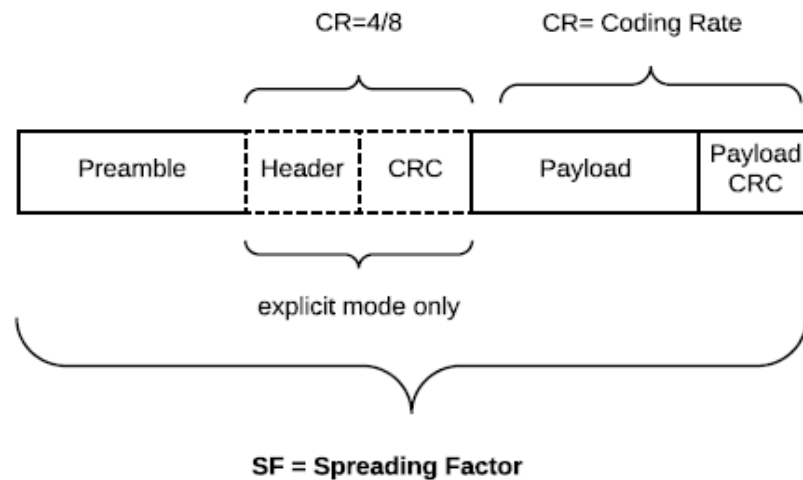 CR=4/8
CR= Coding Rate
Preamble
Header
CRC
Payload
Payload
CRC
explicit mode only
SF = Spreading Factor